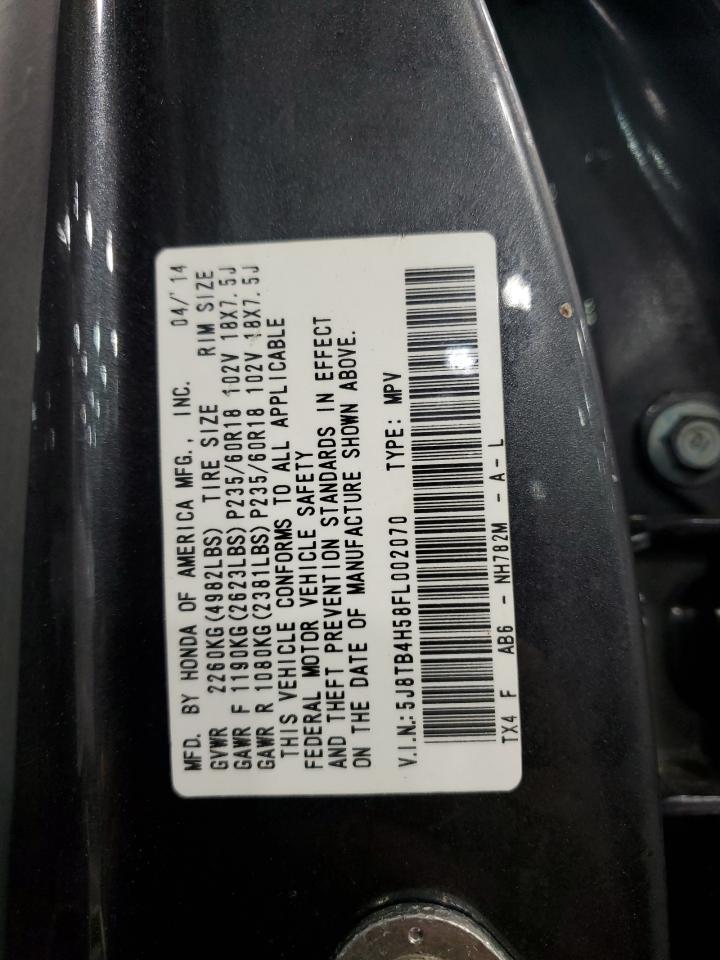 MFD. BY HONDA OF AMERICA MFG., INC. 04/'14
GVWR 2260KG(4982LBS) TIRE SIZE RIM SIZE
GAWR F 1190KG(2623LBS)P235/60R18 102V 18X7.5J
GAWR R 1080KG(2381LBS)P235/60R18 102V 18X7.5J
THIS VEHICLE CONFORMS TO ALL APPLICABLE
FEDERAL MOTOR VEHICLE SAFETY
AND THEFT PREVENTION STANDARDS IN EFFECT
ON THE DATE OF MANUFACTURE SHOWN ABOVE.
V.I.N.:5J8TB4H58FL002070 TYPE: MPV
TX4 F AB6 - NH782M - A - L